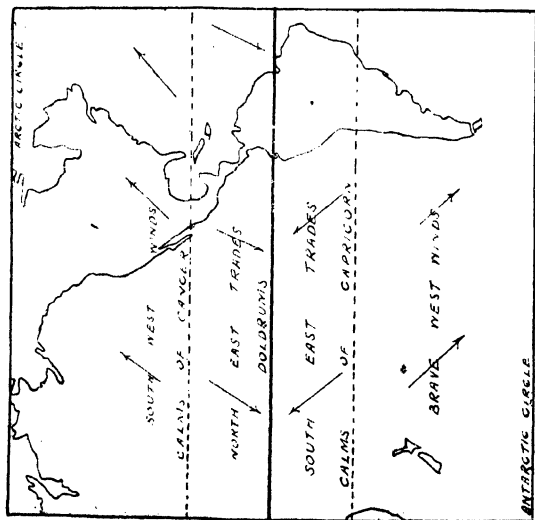 ARCTIC CIRCLE
SOUTH WEST WINDS
CALMS OF CANCER
NORTH EAST TRADES
DOLDRUMS
SOUTH EAST TRADES
CALMS OF CAPRICORN
BRAVE WEST WINDS
ANTARCTIC CIRCLE